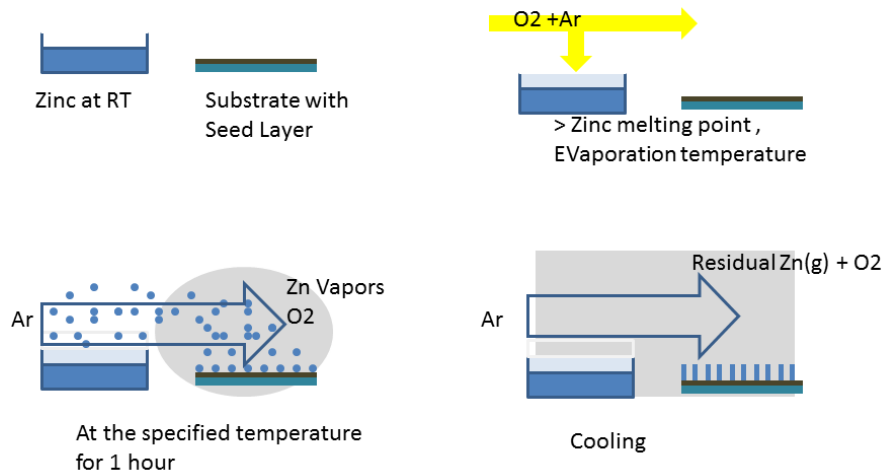 Zinc at RT
Substrate with
Seed Layer
O2 +Ar
> Zinc melting point ,
EVaporation temperature
Ar
Zn Vapors
O2
At the specified temperature
for 1 hour
Ar
Residual Zn(g) + O2
Cooling